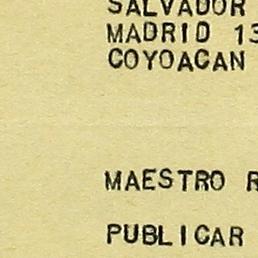 SALVADOR
MADRID 13
COYOACAN
MAESTRO R
PUBLICAR